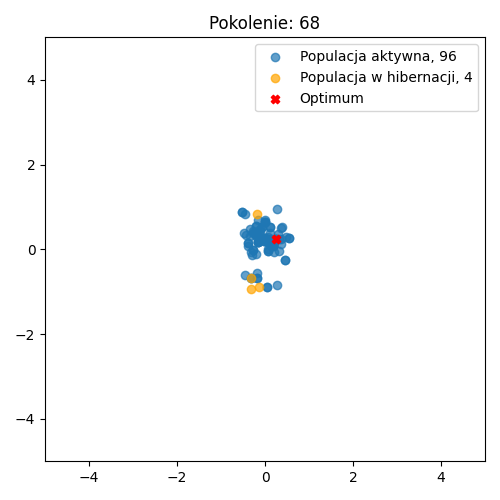 Pokolenie: 68
Populacja aktywna, 96
Populacja w hibernacji, 4
Optimum
4
2
0
−2
−4
−4 −2 0 2 4